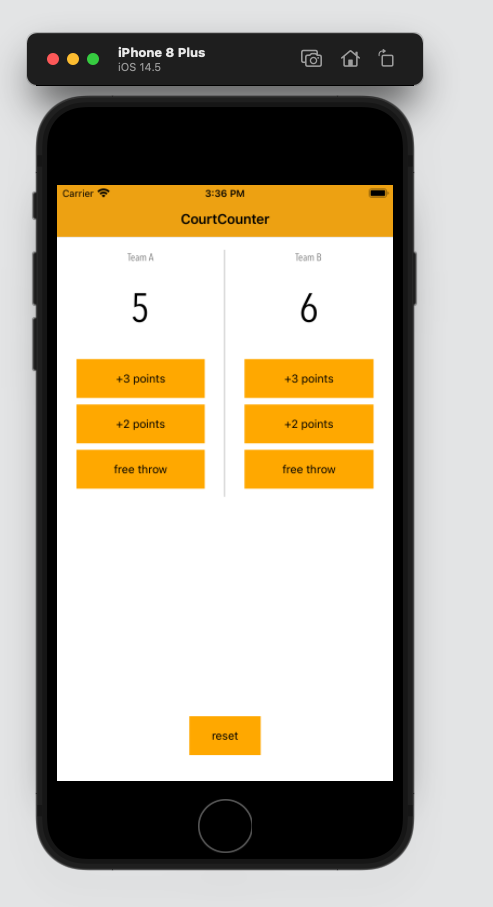 iPhone 8 Plus
iOS 14.5
Carrier 3:36 PM
CourtCounter
Team A Team B
5 6
+3 points +3 points
+2 points +2 points
free throw free throw
reset